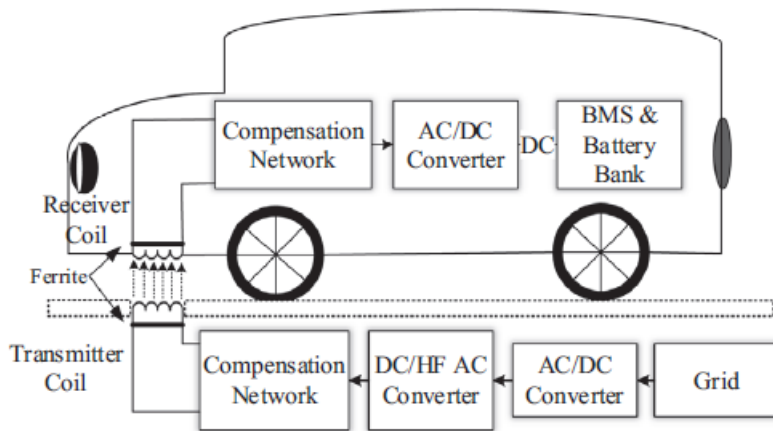 Compensation
Network
AC/DC
Converter
DC
BMS &
Battery
Bank
Receiver
Coil
Ferrite
Transmitter
Coil
Compensation
Network
DC/HF AC
Converter
AC/DC
Converter
Grid